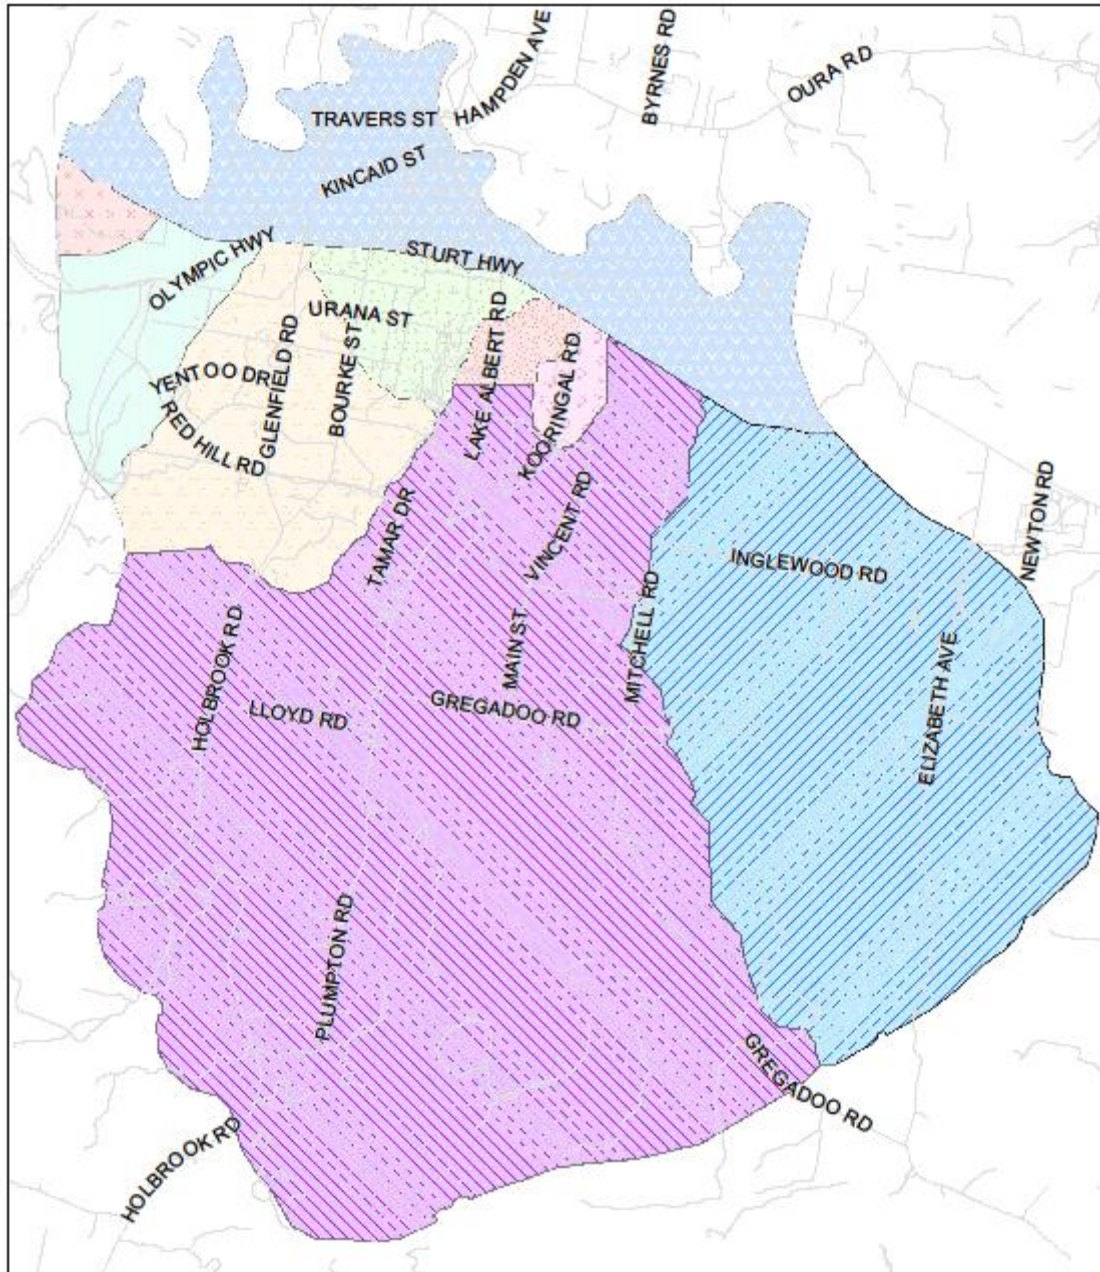 HAMPDEN AVE
BYRNES RD
OURA RD
TRAVERS ST
KINCAID ST
OLYMPIC HWY
STURT HWY
URANA ST
LAKE ALBERT RD
GLENFIELD RD
BOURKE ST
KOORINGAL RD
YENTOO DR
RED HILL RD
TAMAR DR
VINCENT RD
NEWTON RD
INGLEWOOD RD
MITCHELL RD
MAIN ST
HOLBROOK RD
ELIZABETH AVE
LLOYD RD
GREGADOO RD
PLUMPTON RD
GREGADOO RD
HOLBROOK RD